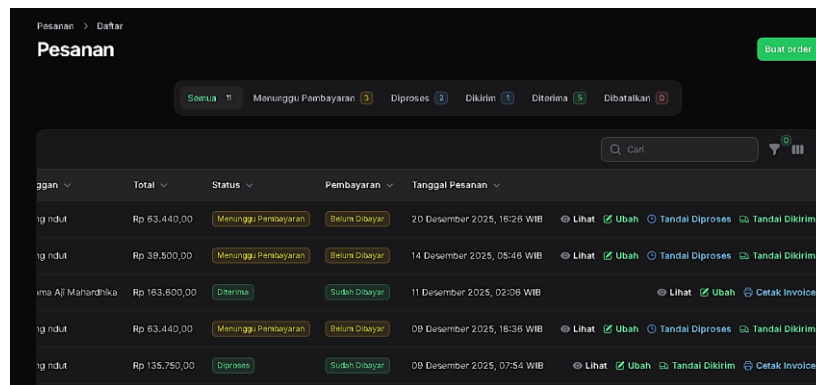 Pesanan > Daftar
Pesanan
Buat order
Semua 11 Menunggu Pembayaran 3 Diproses 2 Dikirim 1 Diterima 5 Dibatalkan 0
Cari 0
ggan Total Status Pembayaran Tanggal Pesanan
ng ndut Rp 63.440,00 Menunggu Pembayaran Belum Dibayar 20 Desember 2025, 16:26 WIB Lihat Ubah Tandai Diproses Tandai Dikirim
ng ndut Rp 39.500,00 Menunggu Pembayaran Belum Dibayar 14 Desember 2025, 05:46 WIB Lihat Ubah Tandai Diproses Tandai Dikirim
ama Aji Mahardhika Rp 163.600,00 Diterima Sudah Dibayar 11 Desember 2025, 02:06 WIB Lihat Ubah Cetak Invoice
ng ndut Rp 63.440,00 Menunggu Pembayaran Belum Dibayar 09 Desember 2025, 16:36 WIB Lihat Ubah Tandai Diproses Tandai Dikirim
ng ndut Rp 135.750,00 Diproses Sudah Dibayar 09 Desember 2025, 07:54 WIB Lihat Ubah Tandai Dikirim Cetak Invoice